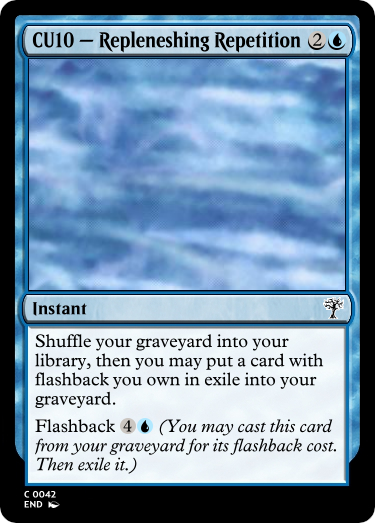 CU10 — Repleneshing Repetition 2
Instant
Shuffle your graveyard into your
library, then you may put a card with
flashback you own in exile into your
graveyard.
Flashback 4 (You may cast this card
from your graveyard for its flashback cost.
Then exile it.)
C 0042
END